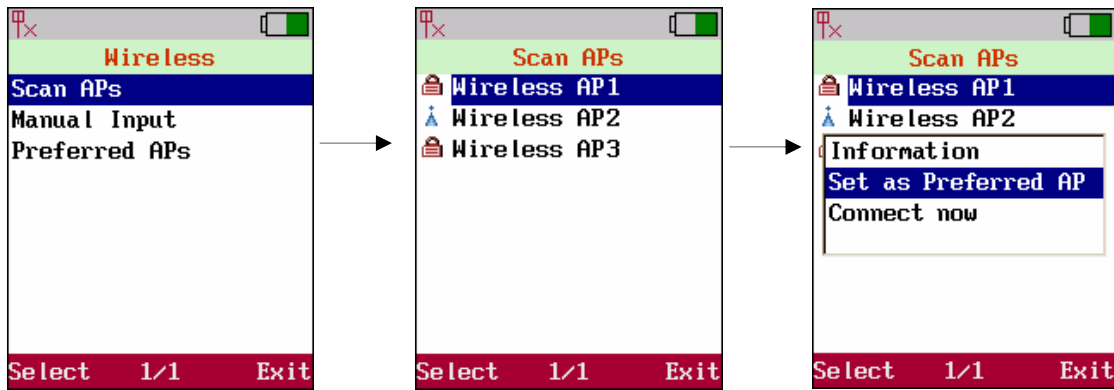 Wireless
Scan APs
Manual Input
Preferred APs
Select 1/1 Exit
Scan APs
Wireless AP1
Wireless AP2
Wireless AP3
Select 1/1 Exit
Scan APs
Wireless AP1
Wireless AP2
Information
Set as Preferred AP
Connect now
Select 1/1 Exit